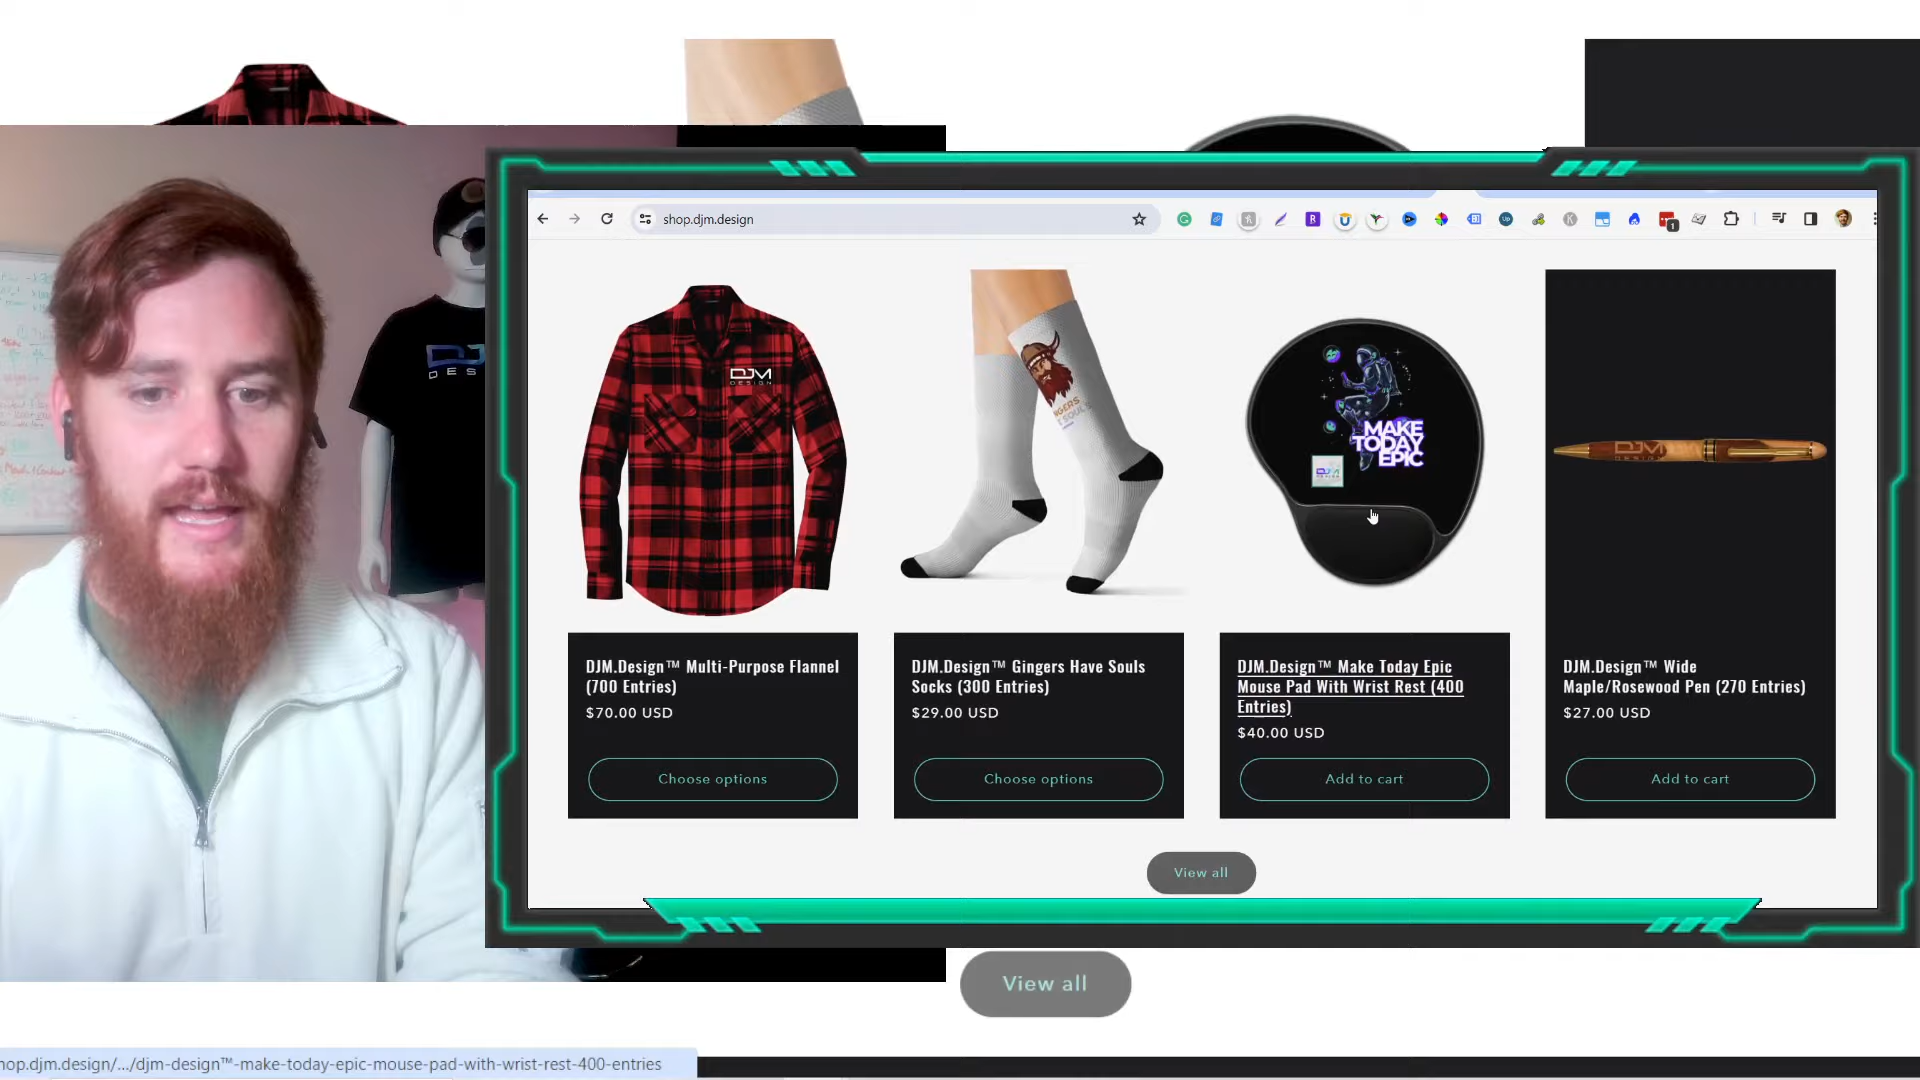 shop.djm.design
DJM
DESIGN
MAKE
TODAY
EPIC
DJM
DESIGN
DJM.Design™ Multi-Purpose Flannel
(700 Entries)
$70.00 USD
Choose options
DJM.Design™ Gingers Have Souls
Socks (300 Entries)
$29.00 USD
Choose options
DJM.Design™ Make Today Epic
Mouse Pad With Wrist Rest (400
Entries)
$40.00 USD
Add to cart
DJM.Design™ Wide
Maple/Rosewood Pen (270 Entries)
$27.00 USD
Add to cart
View all
View all
hop.djm.design/.../djm-design™-make-today-epic-mouse-pad-with-wrist-rest-400-entries